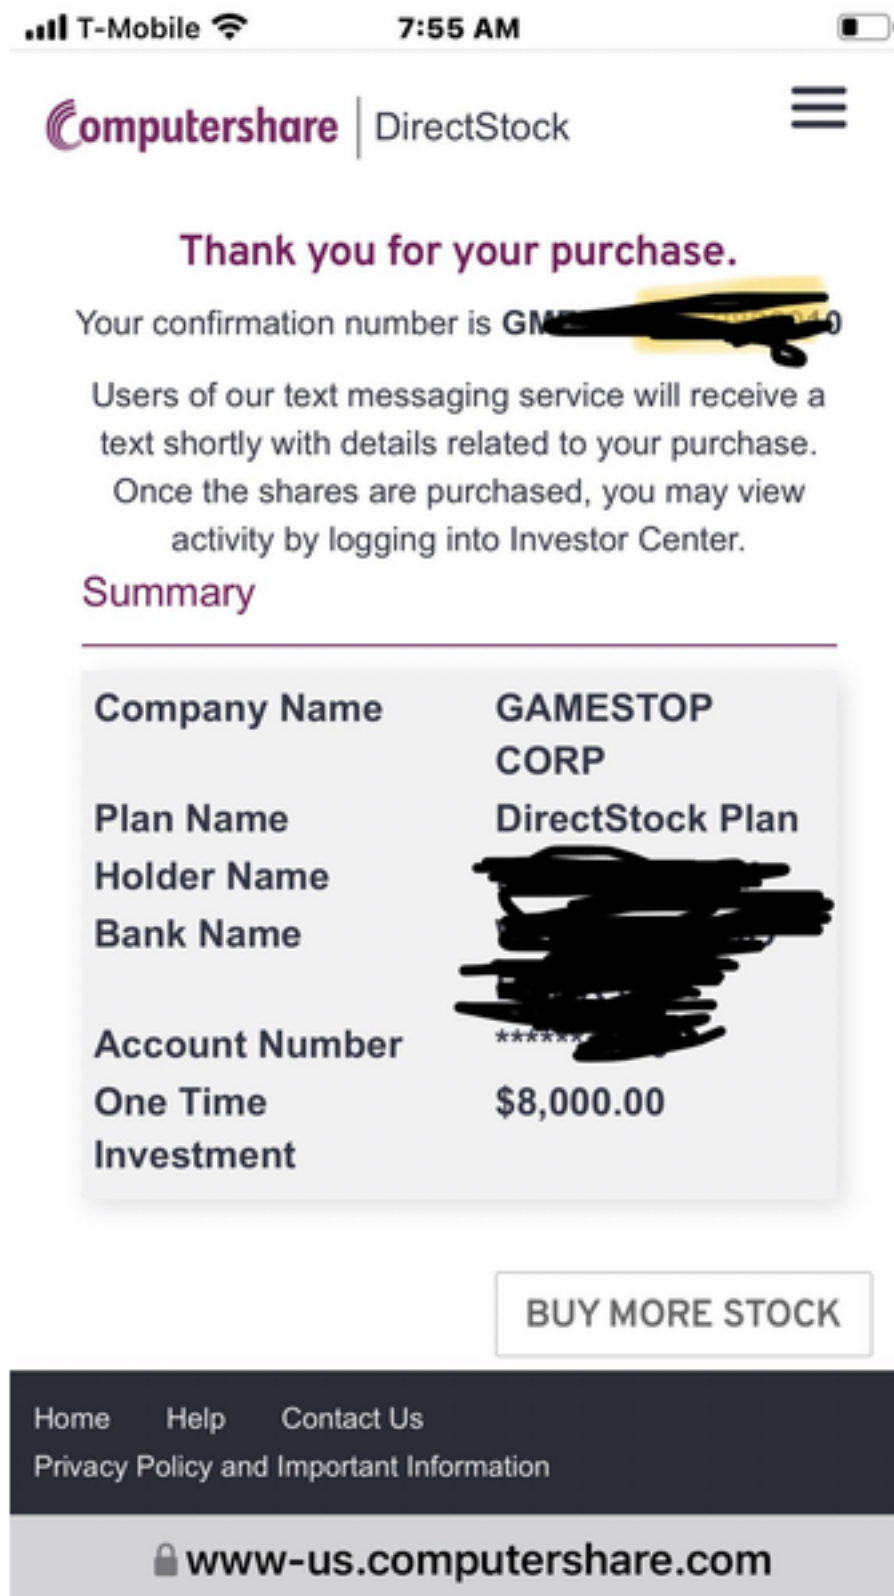 T-Mobile 7:55 AM
Computershare DirectStock
Thank you for your purchase.
Your confirmation number is
Users of our text messaging service will receive a
text shortly with details related to your purchase.
Once the shares are purchased, you may view
activity by logging into Investor Center.
Summary
Company Name GAMESTOP
CORP
Plan Name DirectStock Plan
Holder Name
Bank Name
Account Number ******
One Time $8,000.00
Investment
BUY MORE STOCK
Home Help Contact Us
Privacy Policy and Important Information
www-us.computershare.com